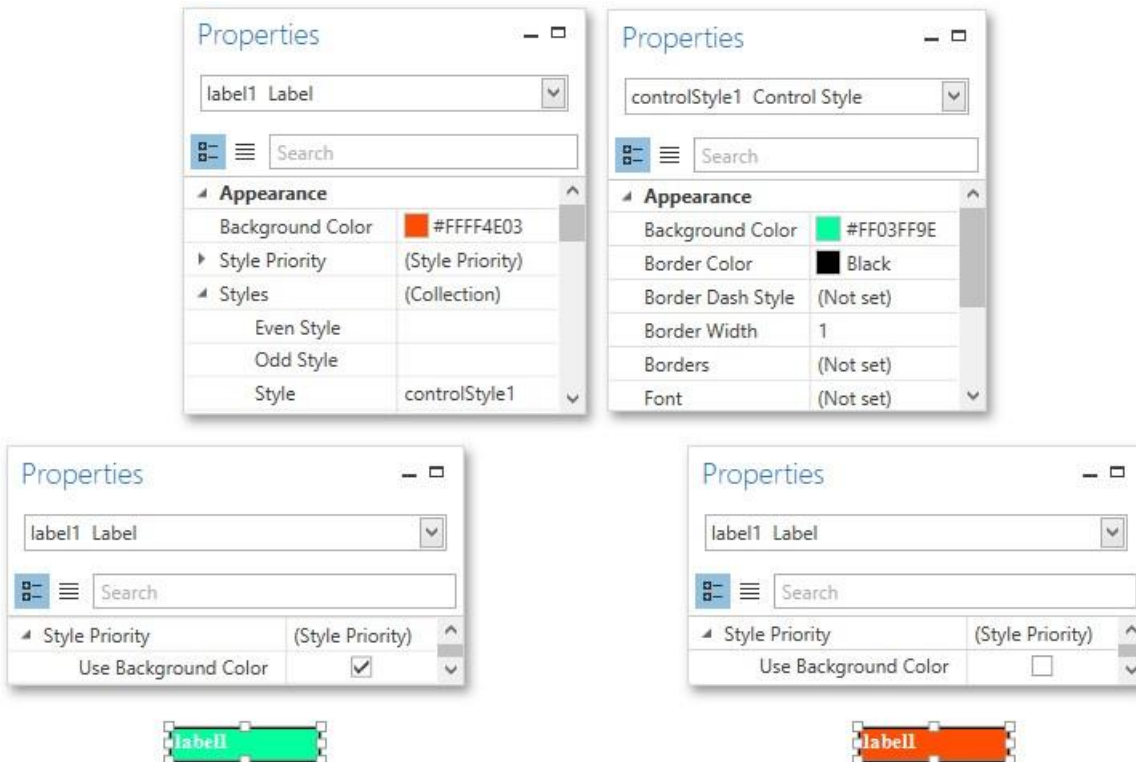 Properties
label1 Label
Search
Appearance
Background Color #FFFF4E03
Style Priority (Style Priority)
Styles (Collection)
Even Style
Odd Style
Style controlStyle1
Properties
controlStyle1 Control Style
Search
Appearance
Background Color #FF03FF9E
Border Color Black
Border Dash Style (Not set)
Border Width 1
Borders (Not set)
Font (Not set)
Properties
label1 Label
Search
Style Priority (Style Priority)
Use Background Color
label1
Properties
label1 Label
Search
Style Priority (Style Priority)
Use Background Color
label1